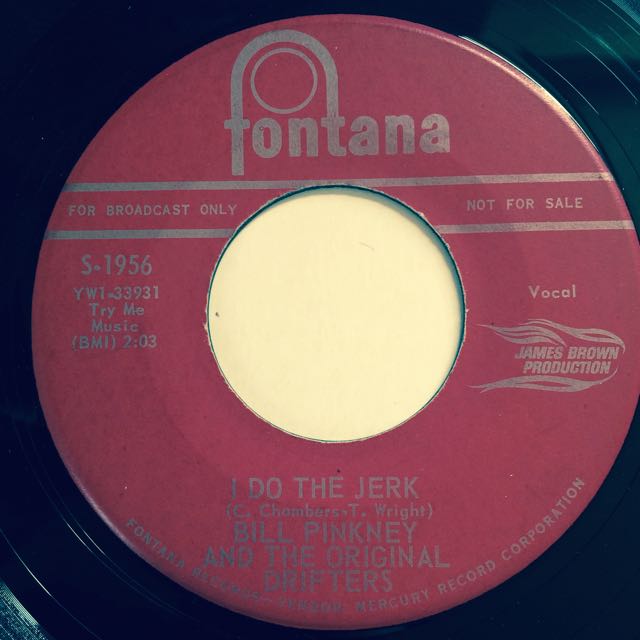 fontana
FOR BROADCAST ONLY
NOT FOR SALE
S-1956
YW1-33931
Try Me
Music
(BMI) 2:03
Vocal
JAMES BROWN
PRODUCTION
I DO THE JERK
(C. Chambers-T. Wright)
BILL PINKNEY
AND THE ORIGINAL
DRIFTERS
FONTANA RECORDS MERCURY RECORD CORPORATION